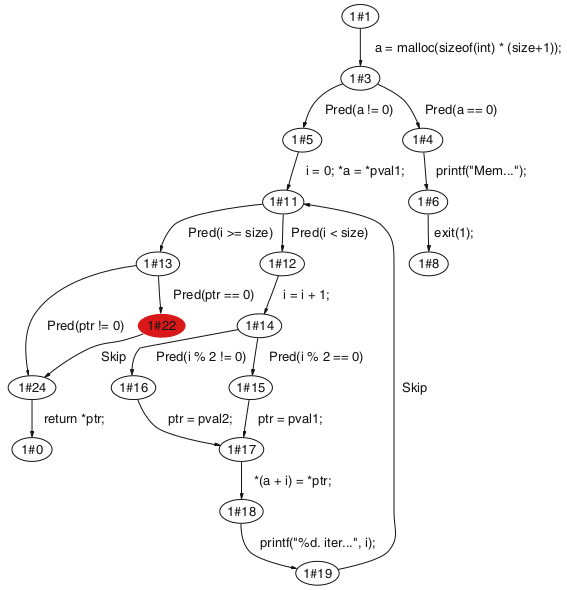 1#1
a = malloc(sizeof(int) * (size+1));
1#3
Pred(a != 0)
Pred(a == 0)
1#5
1#4
i = 0; *a = *pval1;
printf("Mem...");
1#11
1#6
Pred(i >= size)
Pred(i < size)
exit(1);
1#13
1#12
1#8
Pred(ptr == 0)
i = i + 1;
Pred(ptr != 0)
1#22
1#14
Skip
Pred(i % 2 != 0)
Pred(i % 2 == 0)
1#24
1#16
1#15
Skip
return *ptr;
ptr = pval2;
ptr = pval1;
1#0
1#17
*(a + i) = *ptr;
1#18
printf("%d. iter...", i);
1#19